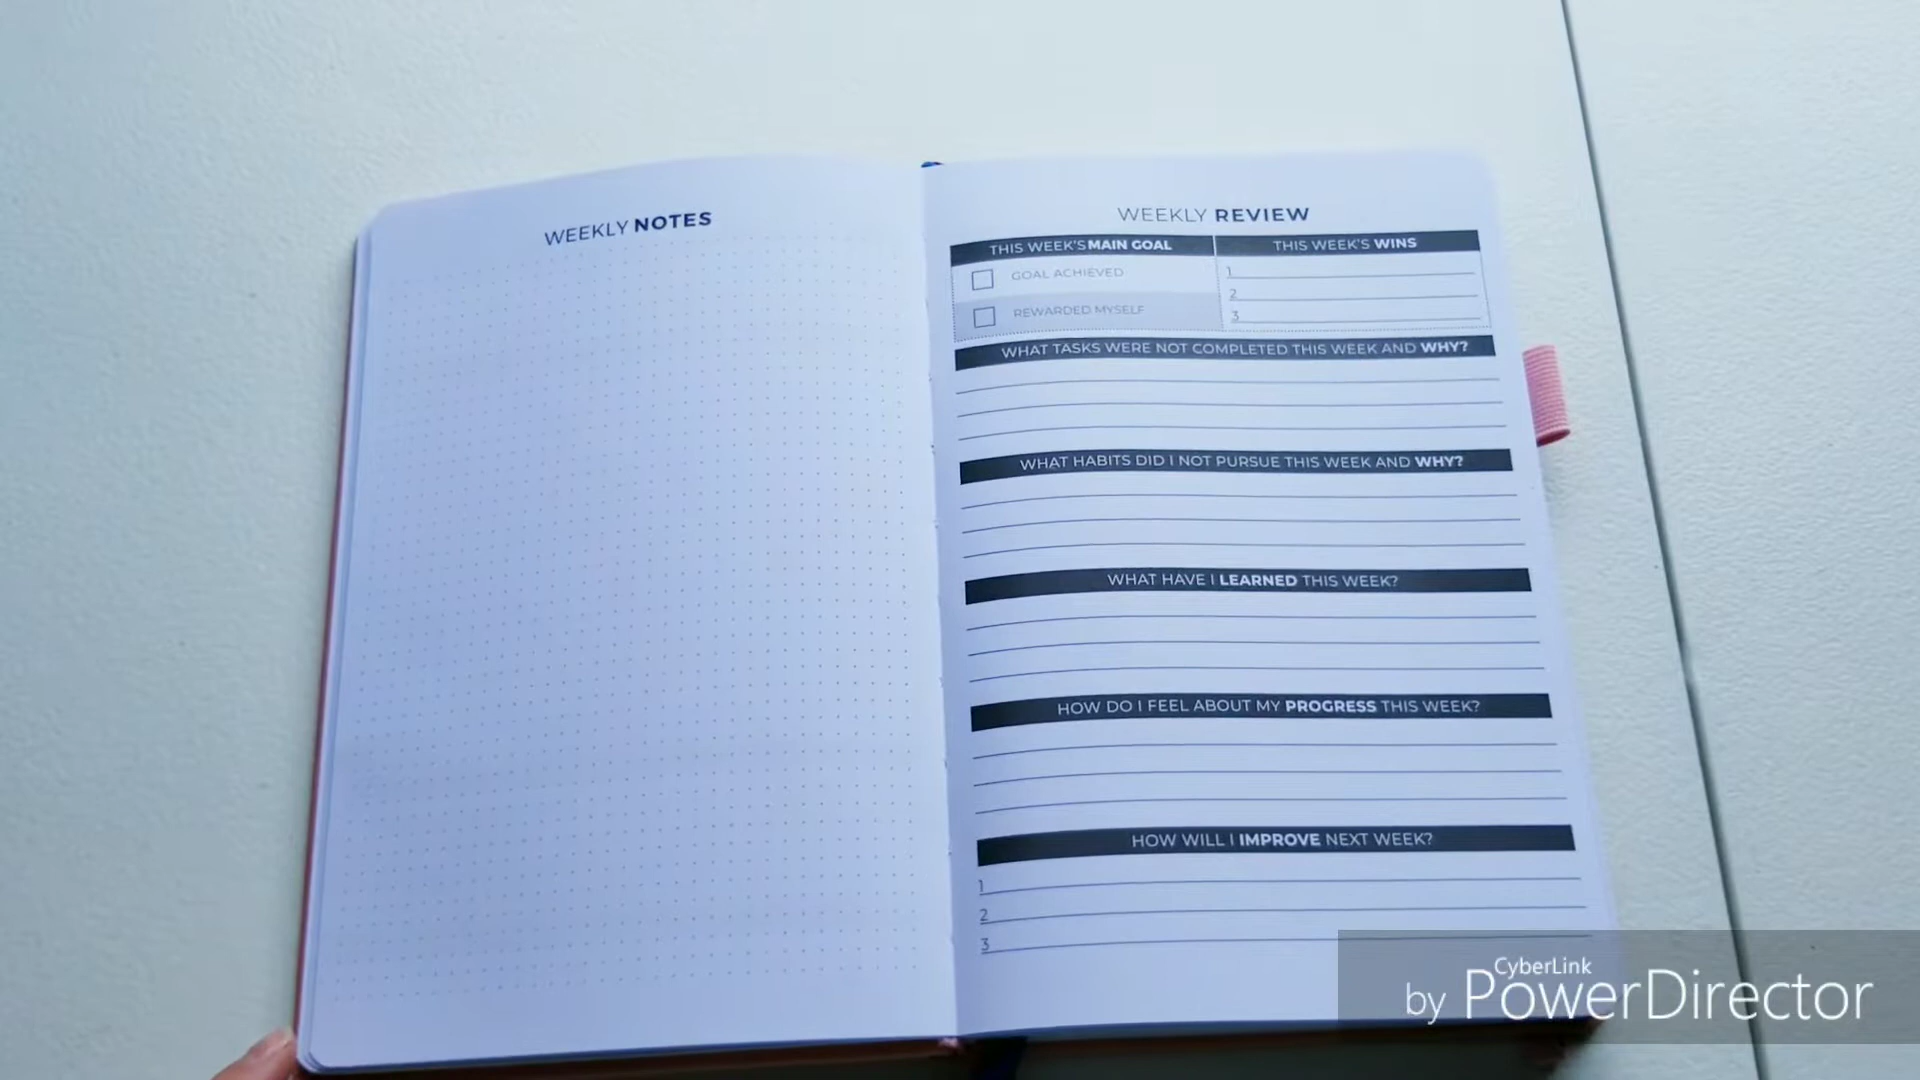 WEEKLY NOTES
WEEKLY REVIEW
THIS WEEK'S MAIN GOAL
GOAL ACHIEVED
REWARDED MYSELF
THIS WEEK'S WINS
1
2
3
WHAT TASKS WERE NOT COMPLETED THIS WEEK AND WHY?
WHAT HABITS DID I NOT PURSUE THIS WEEK AND WHY?
WHAT HAVE I LEARNED THIS WEEK?
HOW DO I FEEL ABOUT MY PROGRESS THIS WEEK?
HOW WILL I IMPROVE NEXT WEEK?
1
2
3
CyberLink
by PowerDirector